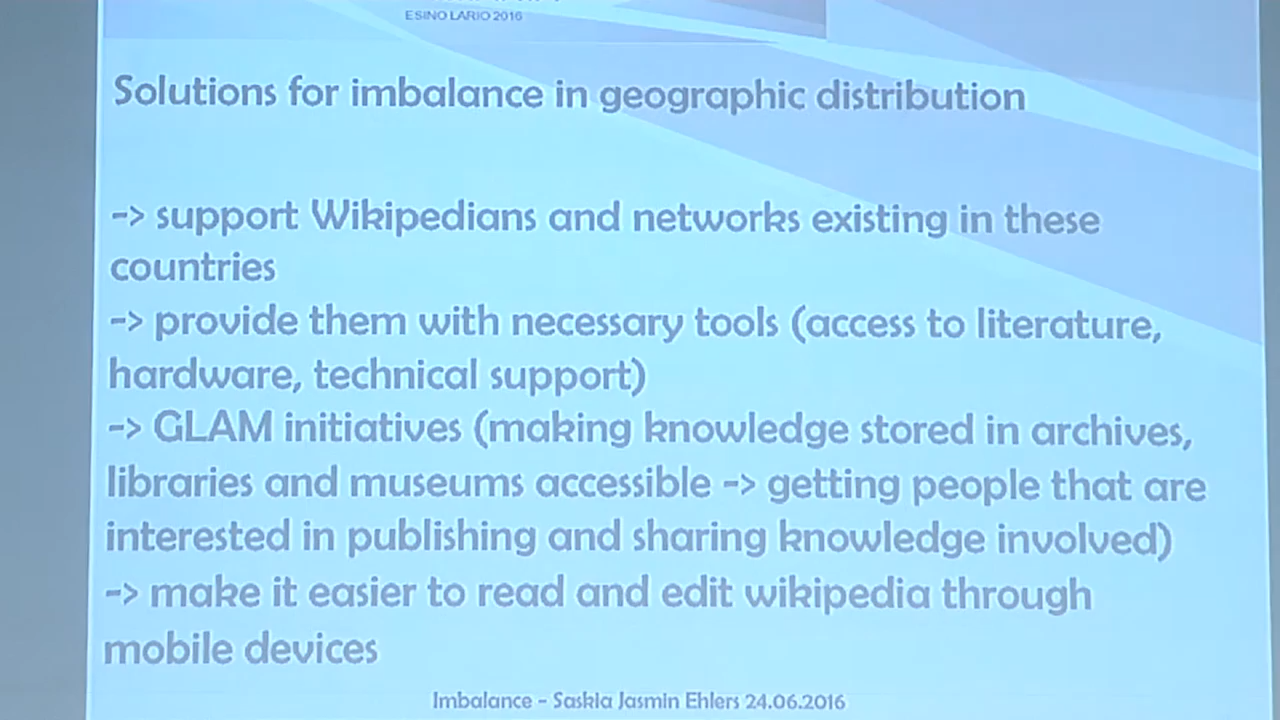 ESINO LARIO 2016
Solutions for imbalance in geographic distribution
-> support Wikipedians and networks existing in these
countries
-> provide them with necessary tools (access to literature,
hardware, technical support)
-> GLAM initiatives (making knowledge stored in archives,
libraries and museums accessible -> getting people that are
interested in publishing and sharing knowledge involved)
-> make it easier to read and edit wikipedia through
mobile devices
Imbalance - Saskia Jasmin Ehlers 24.06.2016